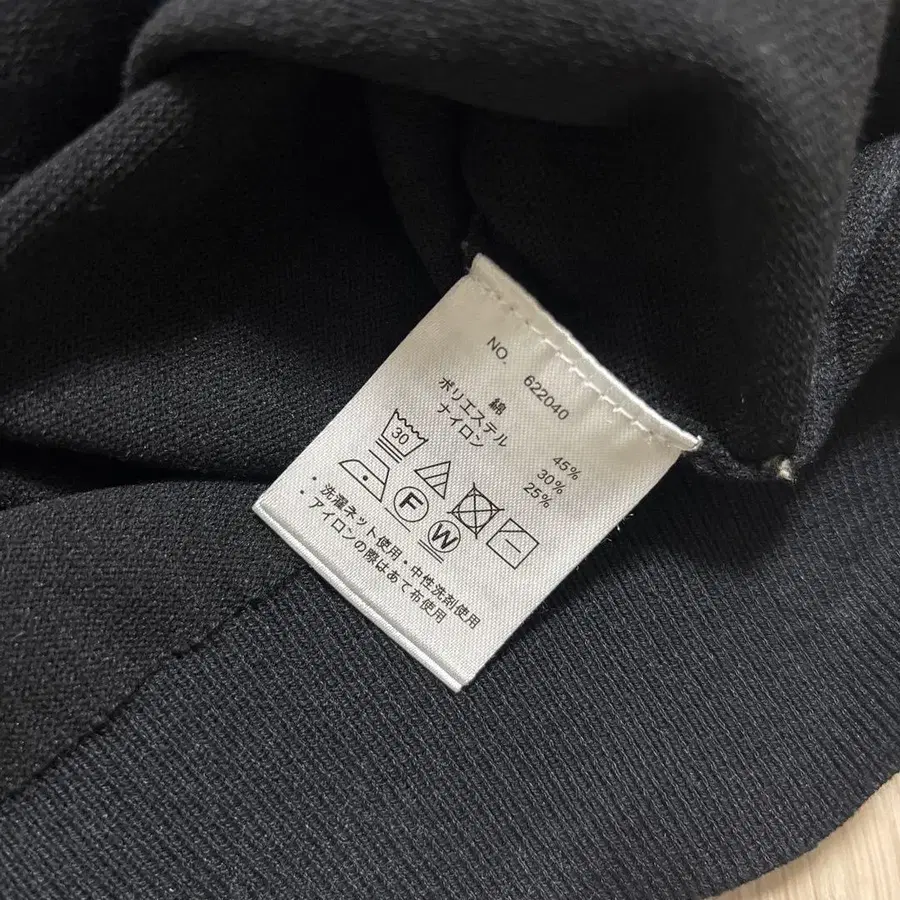 NO. 622040
綿 45%
ポリエステル 30%
ナイロン 25%
30
F W
・洗濯ネット使用・中性洗剤使用
・アイロンの際はあて布使用